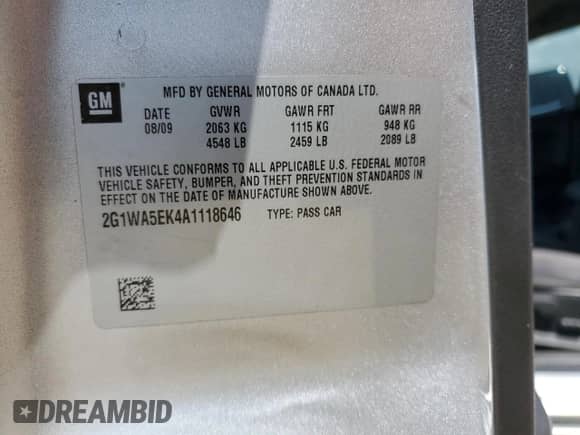 GM
MFD BY GENERAL MOTORS OF CANADA LTD.
DATE GVWR GAWR FRT GAWR RR
08/09 2063 KG 1115 KG 948 KG
4548 LB 2459 LB 2089 LB
THIS VEHICLE CONFORMS TO ALL APPLICABLE U.S. FEDERAL MOTOR
VEHICLE SAFETY, BUMPER, AND THEFT PREVENTION STANDARDS IN
EFFECT ON THE DATE OF MANUFACTURE SHOWN ABOVE.
2G1WA5EK4A1118646 TYPE: PASS CAR
DREAMBID